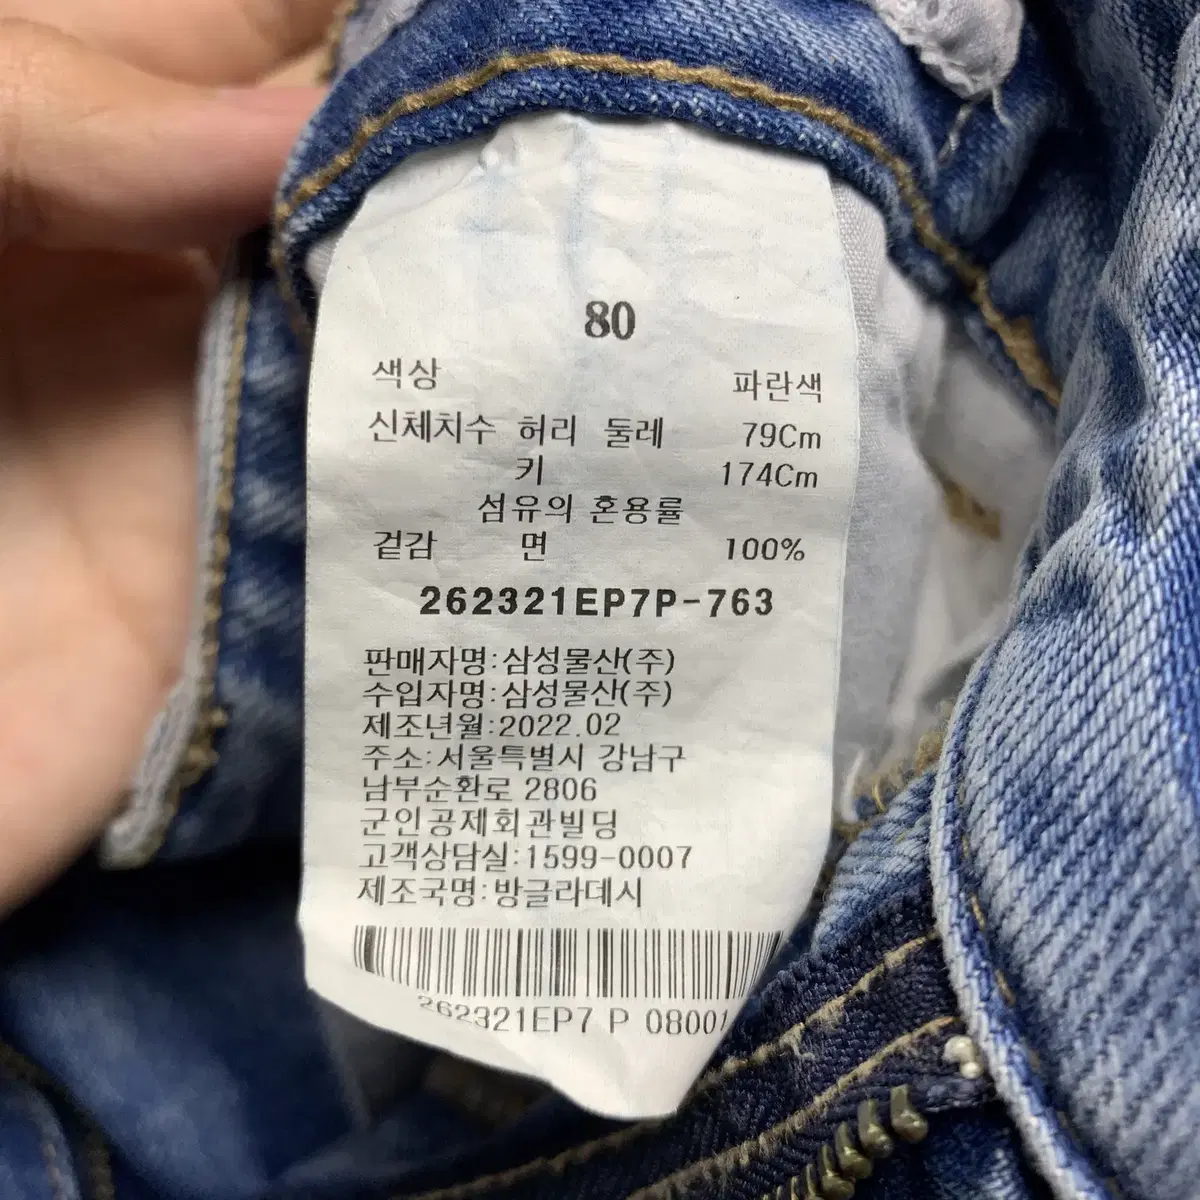 80
색상 파란색
신체치수 허리 둘레 79Cm
키 174Cm
섬유의 혼용률
겉감 면 100%
262321EP7P-763
판매자명:삼성물산(주)
수입자명:삼성물산(주)
제조년월:2022.02
주소:서울특별시 강남구
남부순환로 2806
군인공제회관빌딩
고객상담실:1599-0007
제조국명:방글라데시
262321EP7 P 08001